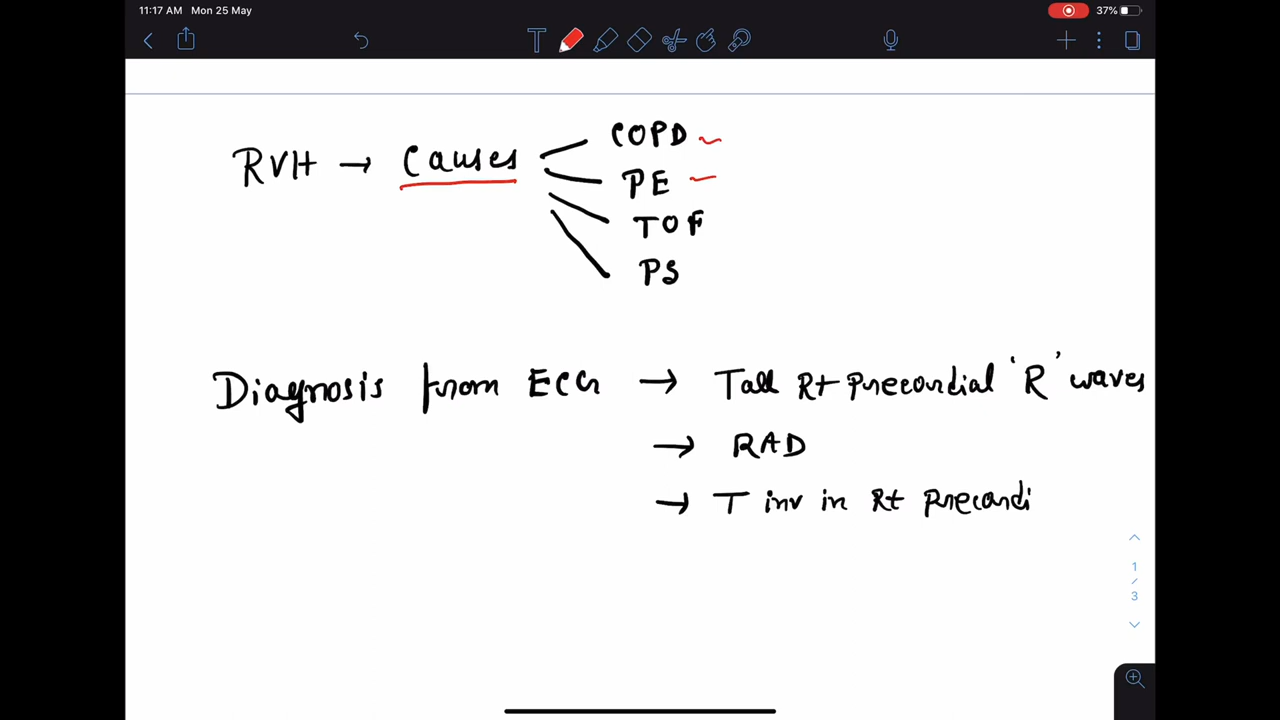 11:17 AM Mon 25 May
37%
T
RVH → Causes
COPD
PE
TOF
PS
Diagnosis from ECG → Tall Rt precordial 'R' waves
→ RAD
→ T inv in Rt precordi
1
/
3